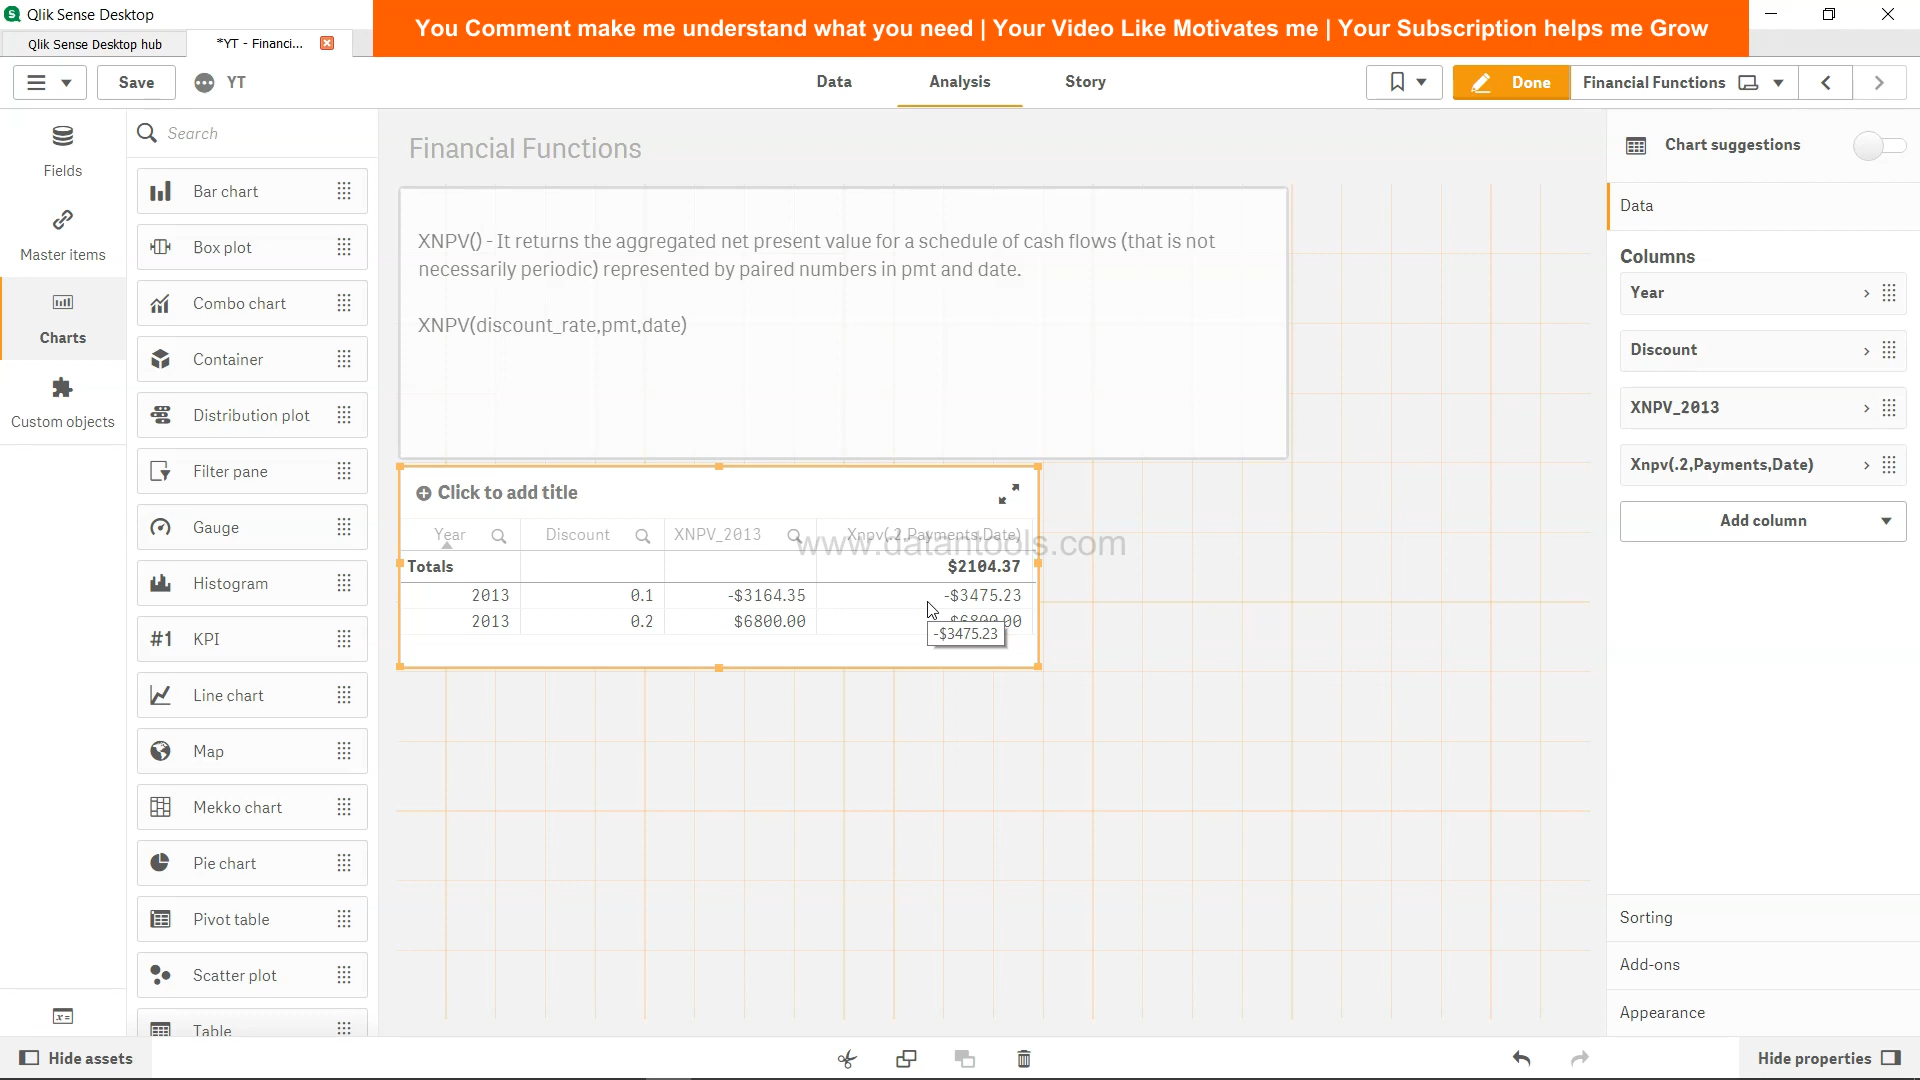 Qlik Sense Desktop
You Comment make me understand what you need | Your Video Like Motivates me | Your Subscription helps me Grow
Qlik Sense Desktop hub
*YT - Financi...
Save
YT
Data
Analysis
Story
Done
Financial Functions
Fields
Master items
Charts
Custom objects
Search
Bar chart
Box plot
Combo chart
Container
Distribution plot
Filter pane
Gauge
Histogram
#1 KPI
Line chart
Map
Mekko chart
Pie chart
Pivot table
Scatter plot
Table
Financial Functions
XNPV() - It returns the aggregated net present value for a schedule of cash flows (that is not
necessarily periodic) represented by paired numbers in pmt and date.
XNPV(discount_rate,pmt,date)
Click to add title
Year Discount XNPV_2013 Xnpv(.2,Payments,Date)
www.datantools.com
Totals $2104.37
2013 0.1 -$3164.35 -$3475.23
2013 0.2 $6800.00 $6800.00
-$3475.23
Chart suggestions
Data
Columns
Year
Discount
XNPV_2013
Xnpv(.2,Payments,Date)
Add column
Sorting
Add-ons
Appearance
Hide assets
Hide properties